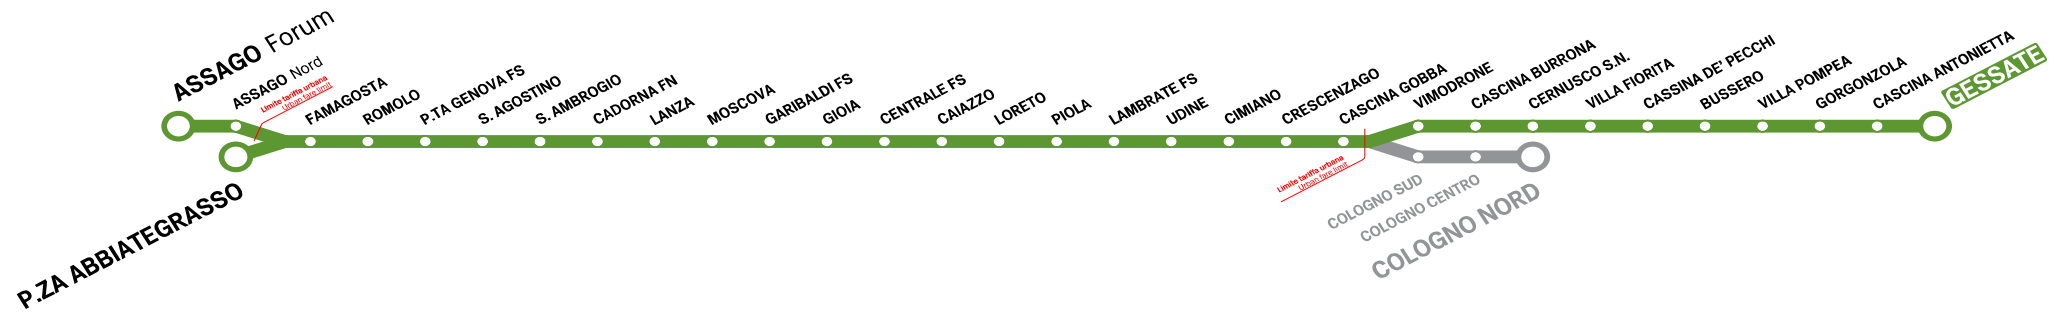 ASSAGO Forum
ASSAGO Nord
Limite tariffa urbana
Urban fare limit
P.ZA ABBIATEGRASSO
FAMAGOSTA
ROMOLO
P.TA GENOVA FS
S. AGOSTINO
S. AMBROGIO
CADORNA FN
LANZA
MOSCOVA
GARIBALDI FS
GIOIA
CENTRALE FS
CAIAZZO
LORETO
PIOLA
LAMBRATE FS
UDINE
CIMIANO
CRESCENZAGO
CASCINA GOBBA
Limite tariffa urbana
Urban fare limit
VIMODRONE
CASCINA BURRONA
CERNUSCO S.N.
VILLA FIORITA
CASSINA DE' PECCHI
BUSSERO
VILLA POMPEA
GORGONZOLA
CASCINA ANTONIETTA
GESSATE
COLOGNO SUD
COLOGNO CENTRO
COLOGNO NORD